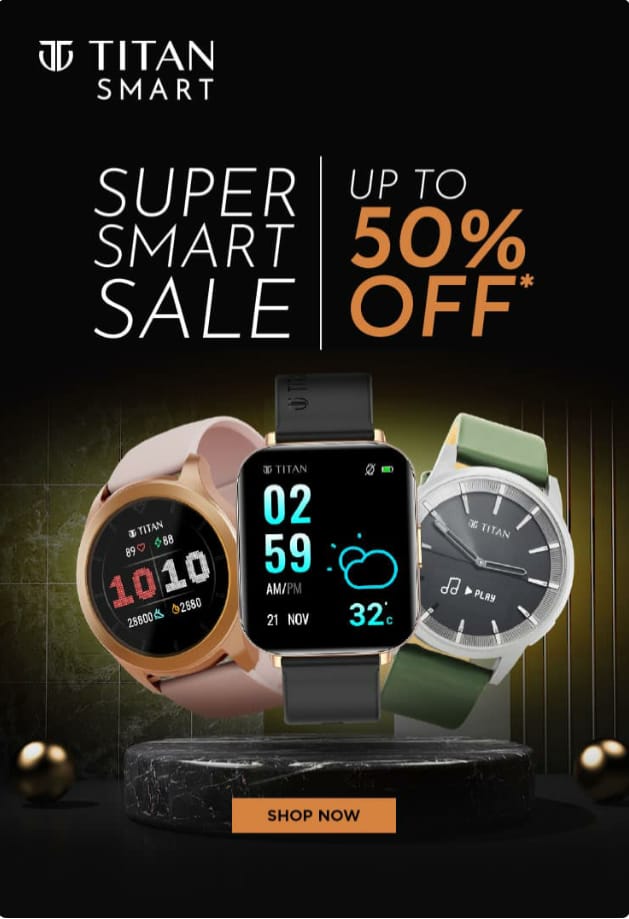 TITAN
SMART
SUPER
SMART
SALE
UP TO
50%
OFF*
TITAN
89 88
10 10
25600 2580
TITAN
02
59
AM/PM
21 NOV
32°C
TITAN
PLAY
SHOP NOW